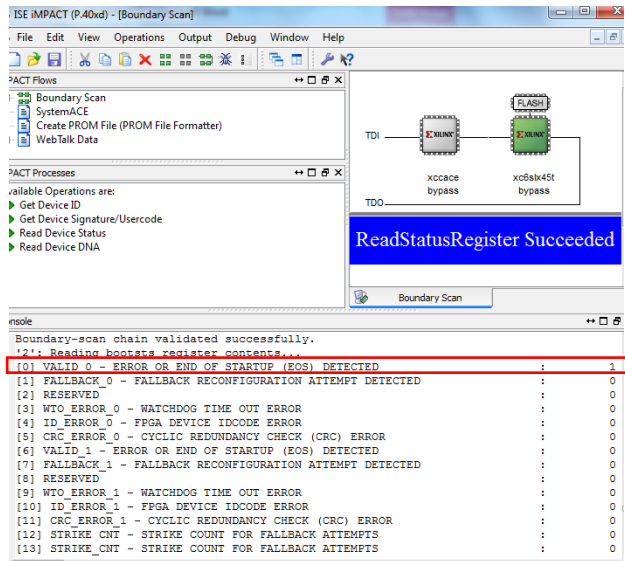 ISE iMPACT (P.40xd) - [Boundary Scan]
File Edit View Operations Output Debug Window Help
PACT Flows
Boundary Scan
SystemACE
Create PROM File (PROM File Formatter)
WebTalk Data
PACT Processes
vailable Operations are:
Get Device ID
Get Device Signature/Usercode
Read Device Status
Read Device DNA
FLASH
TDI
XILINX
XILINX
xccace
bypass
xc6slx45t
bypass
TDO
ReadStatusRegister Succeeded
Boundary Scan
nsole
Boundary-scan chain validated successfully.
'2': Reading bootsts register contents...
[0] VALID_0 - ERROR OR END OF STARTUP (EOS) DETECTED : 1
[1] FALLBACK_0 - FALLBACK RECONFIGURATION ATTEMPT DETECTED : 0
[2] RESERVED : 0
[3] WTO_ERROR_0 - WATCHDOG TIME OUT ERROR : 0
[4] ID_ERROR_0 - FPGA DEVICE IDCODE ERROR : 0
[5] CRC_ERROR_0 - CYCLIC REDUNDANCY CHECK (CRC) ERROR : 0
[6] VALID_1 - ERROR OR END OF STARTUP (EOS) DETECTED : 0
[7] FALLBACK_1 - FALLBACK RECONFIGURATION ATTEMPT DETECTED : 0
[8] RESERVED : 0
[9] WTO_ERROR_1 - WATCHDOG TIME OUT ERROR : 0
[10] ID_ERROR_1 - FPGA DEVICE IDCODE ERROR : 0
[11] CRC_ERROR_1 - CYCLIC REDUNDANCY CHECK (CRC) ERROR : 0
[12] STRIKE CNT - STRIKE COUNT FOR FALLBACK ATTEMPTS : 0
[13] STRIKE_CNT - STRIKE COUNT FOR FALLBACK ATTEMPTS : 0